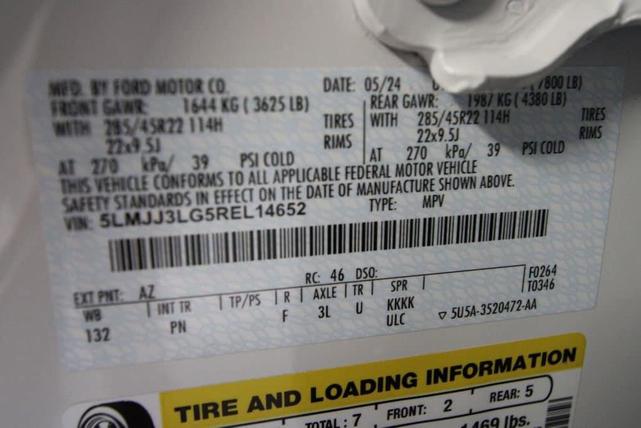 MFD. BY FORD MOTOR CO. DATE: 05/24 7800 LB)
FRONT GAWR: 1644 KG ( 3625 LB) REAR GAWR: 1987 KG ( 4380 LB)
WITH 285/45R22 114H TIRES WITH 285/45R22 114H TIRES
22x9.5J RIMS 22x9.5J RIMS
AT 270 kPa/ 39 PSI COLD AT 270 kPa/ 39 PSI COLD
THIS VEHICLE CONFORMS TO ALL APPLICABLE FEDERAL MOTOR VEHICLE
SAFETY STANDARDS IN EFFECT ON THE DATE OF MANUFACTURE SHOWN ABOVE.
VIN: 5LMJJ3LG5REL14652 TYPE: MPV
EXT PNT: AZ RC: 46 DSO: F0264
WB INT TR TP/PS R AXLE TR SPR T0346
132 PN F 3L U KKKK
ULC ▽ 5U5A-3520472-AA
TIRE AND LOADING INFORMATION
TOTAL : 7 FRONT: 2 REAR: 5
1469 lbs.